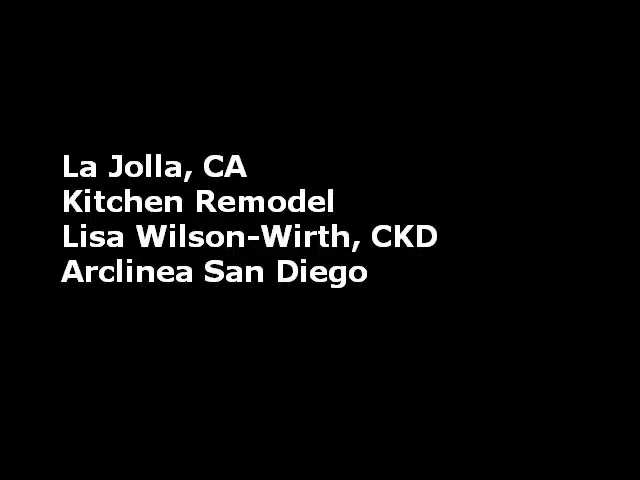 La Jolla, CA
Kitchen Remodel
Lisa Wilson-Wirth, CKD
Arclinea San Diego